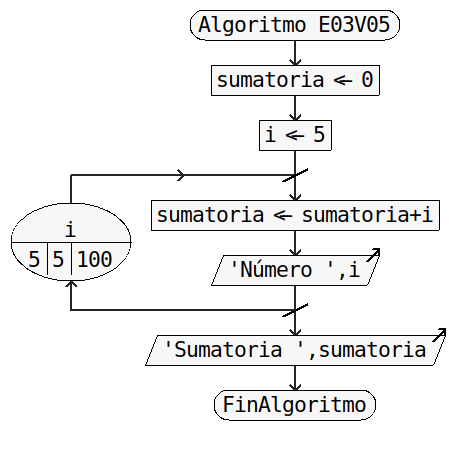 Algoritmo E03V05
sumatoria <- 0
i <- 5
i
5 5 100
sumatoria <- sumatoria+i
'Número ',i
'Sumatoria ',sumatoria
FinAlgoritmo